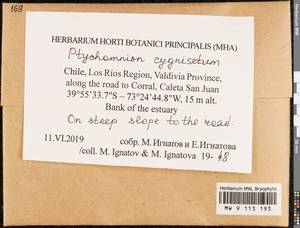 169
HERBARIUM HORTI BOTANICI PRINCIPALIS (MHA)
Ptychomnion cygnisetum
Chile, Los Ríos Region, Valdivia Province,
along the road to Corral, Caleta San Juan
39°55'33.7"S – 73°24'44.8"W, 15 m alt.
Bank of the estuary
On steep slope to the road.
11.VI.2019 собр. М.Игнатов и Е.Игнатова
/coll. M. Ignatov & M. Ignatova 19-48
Herbarium MW, Bryophyta
MW 9 113 193